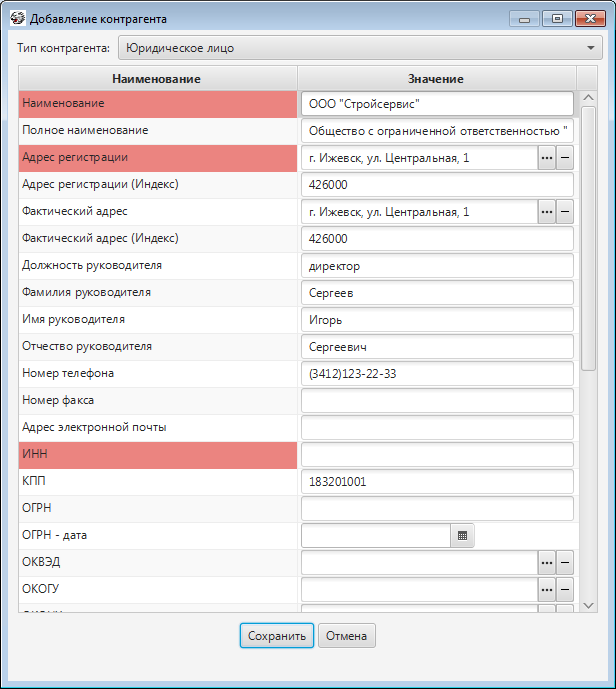 Добавление контрагента
Тип контрагента: Юридическое лицо
Наименование Значение
Наименование ООО "Стройсервис"
Полное наименование Общество с ограниченной ответственностью "
Адрес регистрации г. Ижевск, ул. Центральная, 1
Адрес регистрации (Индекс) 426000
Фактический адрес г. Ижевск, ул. Центральная, 1
Фактический адрес (Индекс) 426000
Должность руководителя директор
Фамилия руководителя Сергеев
Имя руководителя Игорь
Отчество руководителя Сергеевич
Номер телефона (3412)123-22-33
Номер факса
Адрес электронной почты
ИНН
КПП 183201001
ОГРН
ОГРН - дата
ОКВЭД
ОКОГУ
Сохранить Отмена